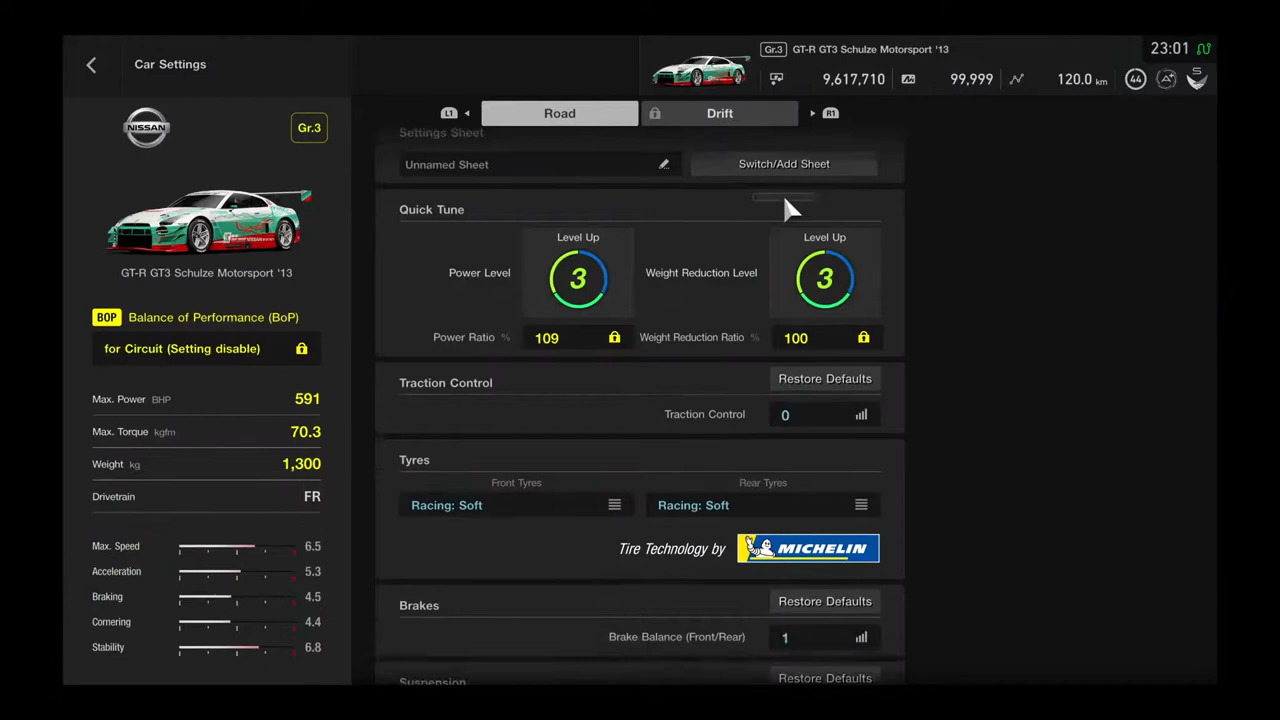 Car Settings
Gr.3 GT-R GT3 Schulze Motorsport '13
23:01
9,617,710
99,999
120.0 km
44
S
L1
Road
Drift
R1
NISSAN
Gr.3
GT-R GT3 Schulze Motorsport '13
BOP Balance of Performance (BoP)
for Circuit (Setting disable)
Max. Power BHP 591
Max. Torque kgfm 70.3
Weight kg 1,300
Drivetrain FR
Max. Speed 6.5
Acceleration 5.3
Braking 4.5
Cornering 4.4
Stability 6.8
Settings Sheet
Unnamed Sheet
Switch/Add Sheet
Quick Tune
Level Up
Level Up
Power Level 3
Weight Reduction Level 3
Power Ratio % 109
Weight Reduction Ratio % 100
Traction Control
Restore Defaults
Traction Control 0
Tyres
Front Tyres
Rear Tyres
Racing: Soft
Racing: Soft
Tire Technology by MICHELIN
Brakes
Restore Defaults
Brake Balance (Front/Rear) 1
Suspension
Restore Defaults